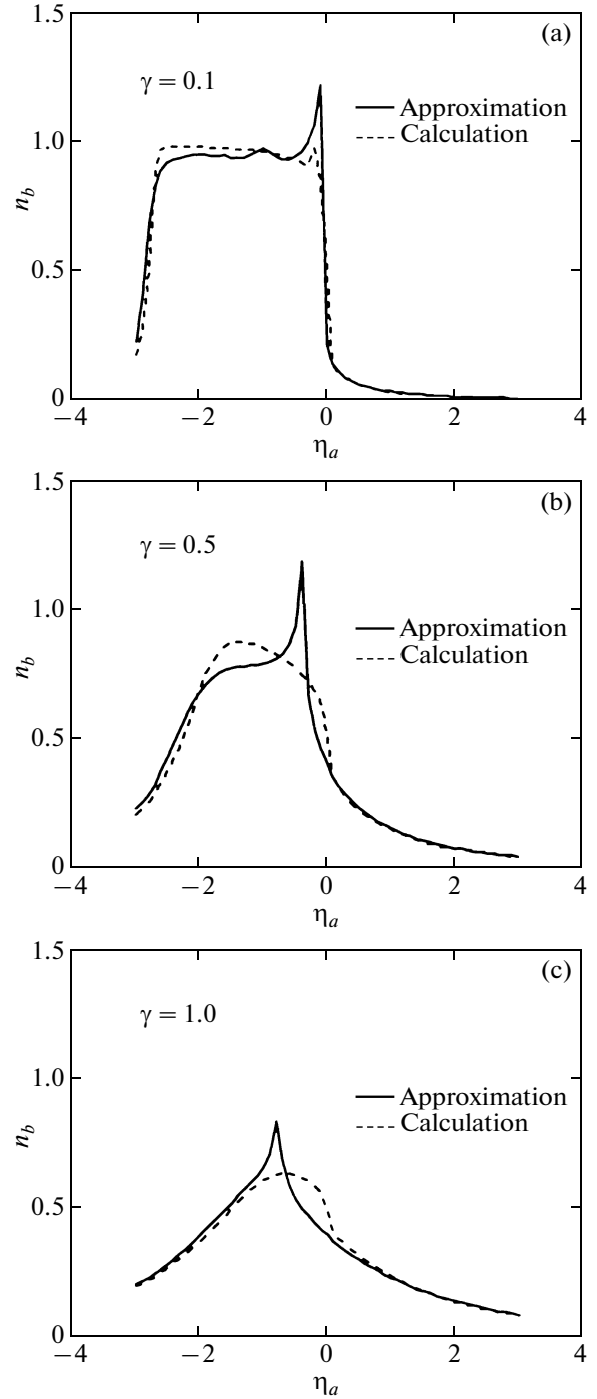 1.5
(a)
γ = 0.1
Approximation
Calculation
1.0
n_b
0.5
0
−4
−2
0
2
4
η_a
1.5
(b)
γ = 0.5
1.0
Approximation
Calculation
n_b
0.5
0
−4
−2
0
2
4
η_a
1.5
(c)
γ = 1.0
1.0
Approximation
Calculation
n_b
0.5
0
−4
−2
0
2
4
η_a